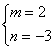 {m = 2
n = −3